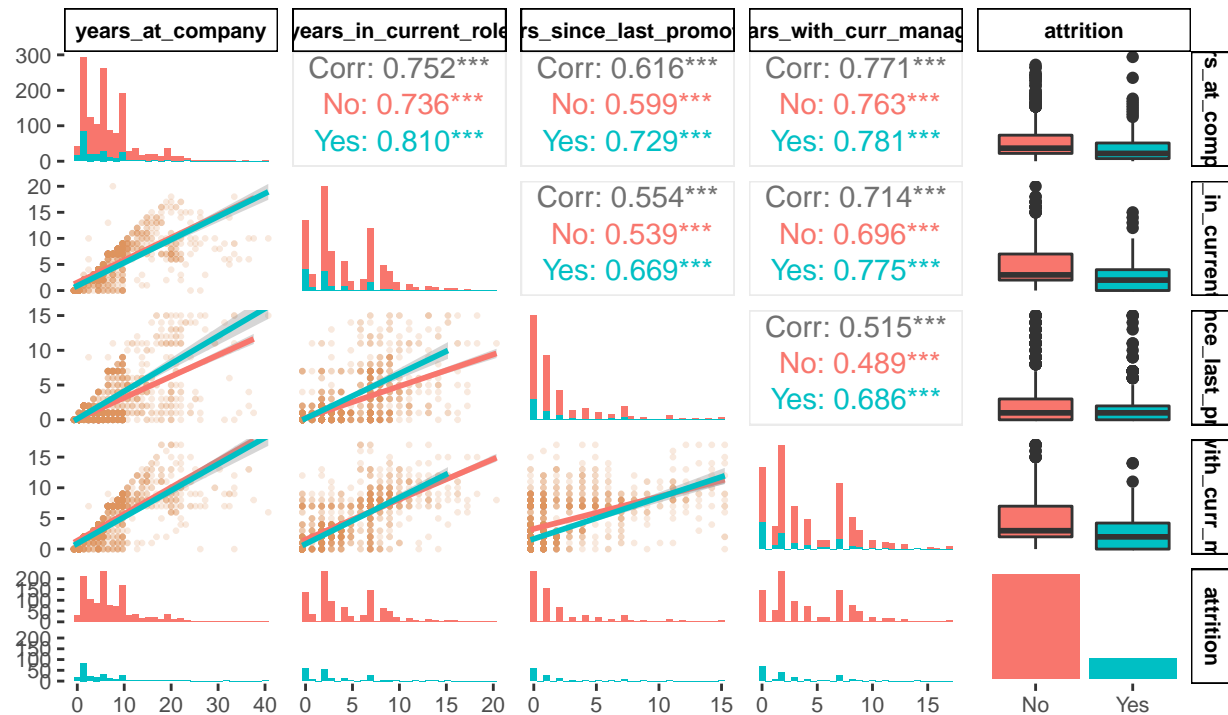 years_at_company
years_in_current_role
rs_since_last_promot
ars_with_curr_manag
attrition
300
200
100
0
Corr: 0.752***
No: 0.736***
Yes: 0.810***
Corr: 0.616***
No: 0.599***
Yes: 0.729***
Corr: 0.771***
No: 0.763***
Yes: 0.781***
rs_at_comp
20
15
10
5
0
Corr: 0.554***
No: 0.539***
Yes: 0.669***
Corr: 0.714***
No: 0.696***
Yes: 0.775***
_in_current
15
10
5
0
Corr: 0.515***
No: 0.489***
Yes: 0.686***
nce_last_pr
15
10
5
0
with_curr_m
200
150
100
50
0
200
150
100
50
0
attrition
0 10 20 30 40
0 5 10 15 20
0 5 10 15
0 5 10 15
No Yes